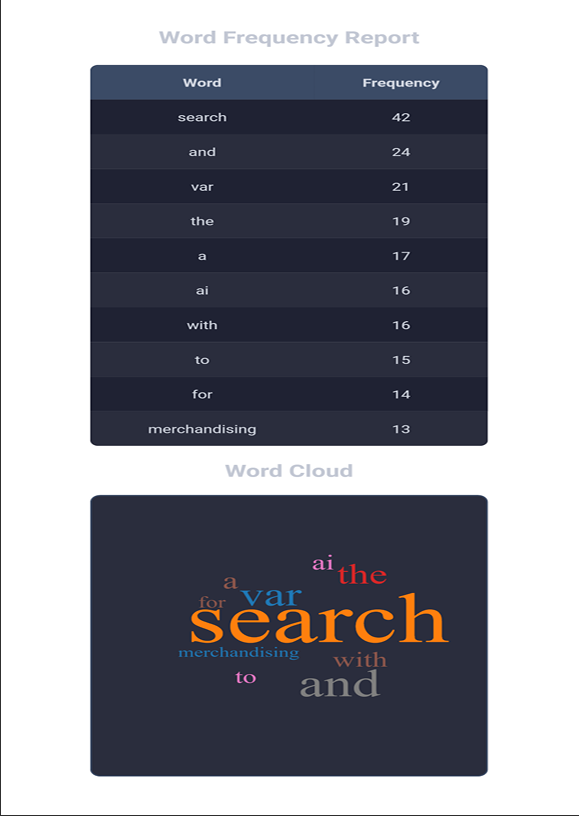 Word Frequency Report
Word Frequency
search 42
and 24
var 21
the 19
a 17
ai 16
with 16
to 15
for 14
merchandising 13
Word Cloud
ai
the
a
var
for
search
merchandising
with
to
and